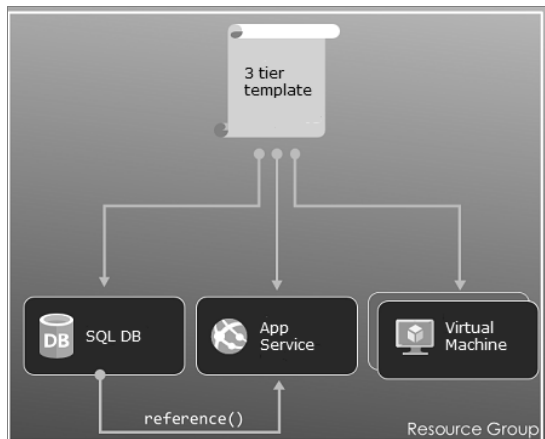 3 tier
template
DB
SQL DB
App
Service
Virtual
Machine
reference()
Resource Group